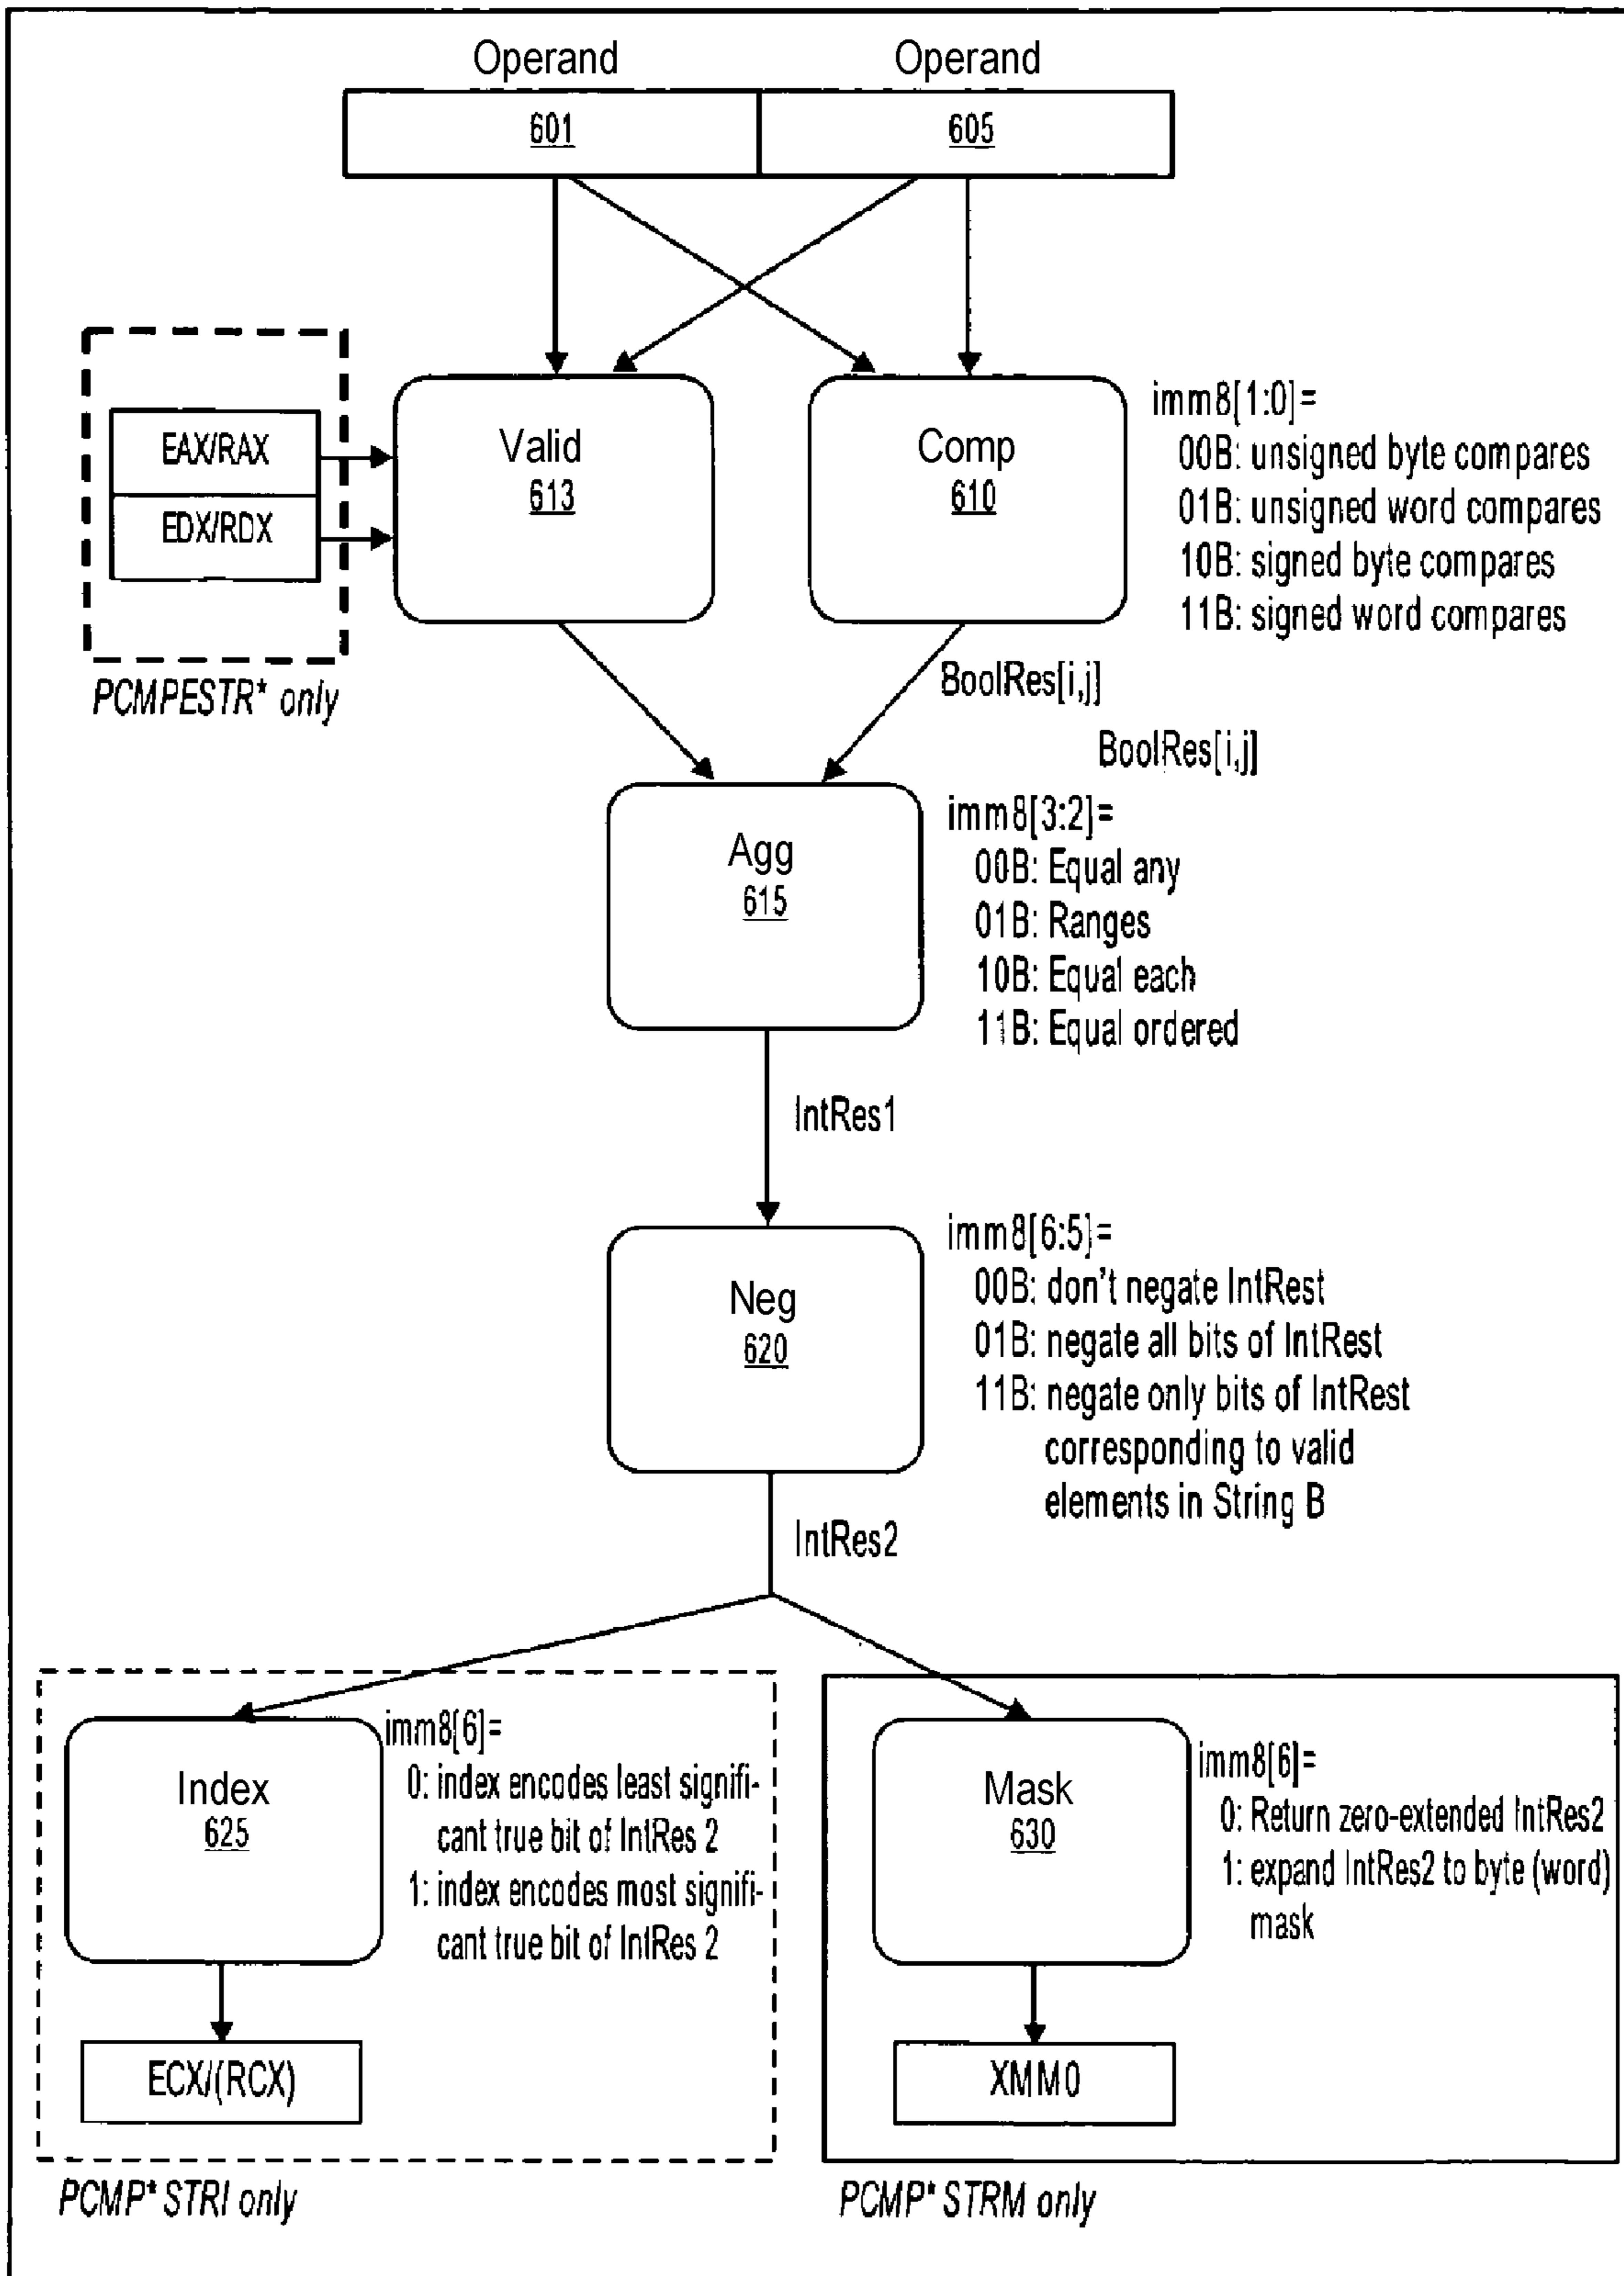 Operand Operand
601 605
EAX/RAX
EDX/RDX
PCMPESTR* only
Valid
613
Comp
610
imm8[1:0]=
00B: unsigned byte compares
01B: unsigned word compares
10B: signed byte compares
11B: signed word compares
BoolRes[i,j]
BoolRes[i,j]
Agg
615
imm8[3:2]=
00B: Equal any
01B: Ranges
10B: Equal each
11B: Equal ordered
IntRes1
Neg
620
imm8[6:5]=
00B: don't negate IntRest
01B: negate all bits of IntRest
11B: negate only bits of IntRest
corresponding to valid
elements in String B
IntRes2
Index
625
imm8[6]=
0: index encodes least signifi-
cant true bit of IntRes 2
1: index encodes most signifi-
cant true bit of IntRes 2
ECX/(RCX)
PCMP* STRI only
Mask
630
imm8[6]=
0: Return zero-extended IntRes2
1: expand IntRes2 to byte (word)
mask
XMM0
PCMP* STRM only